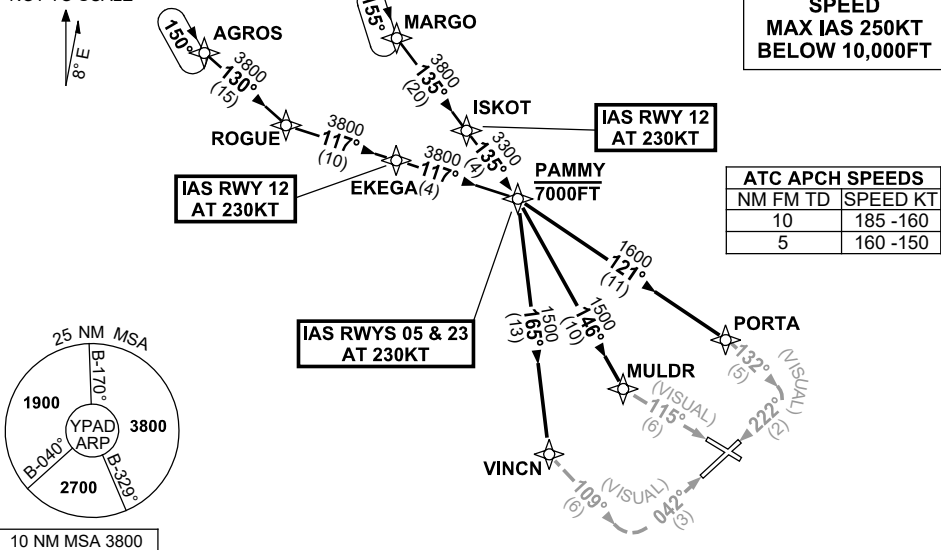 8° E
150°
AGROS
3800
130°
(15)
ROGUE
3800
117°
(10)
155°
MARGO
3800
135°
(20)
ISKOT
3300
135°
(4)
IAS RWY 12
AT 230KT
EKEGA
3800
117°
(4)
IAS RWY 12
AT 230KT
PAMMY
7000FT
SPEED
MAX IAS 250KT
BELOW 10,000FT
ATC APCH SPEEDS
NM FM TD SPEED KT
10 185 -160
5 160 -150
IAS RWYS 05 & 23
AT 230KT
1500
165°
(13)
1500
146°
(10)
1600
121°
(11)
PORTA
132°
(5)
(VISUAL)
222°
(2)
MULDR
(VISUAL)
115°
(6)
VINCN
109°
(6)
(VISUAL)
042°
(3)
25 NM MSA
B-170°
1900
YPAD
ARP
3800
B-040°
B-329°
2700
10 NM MSA 3800